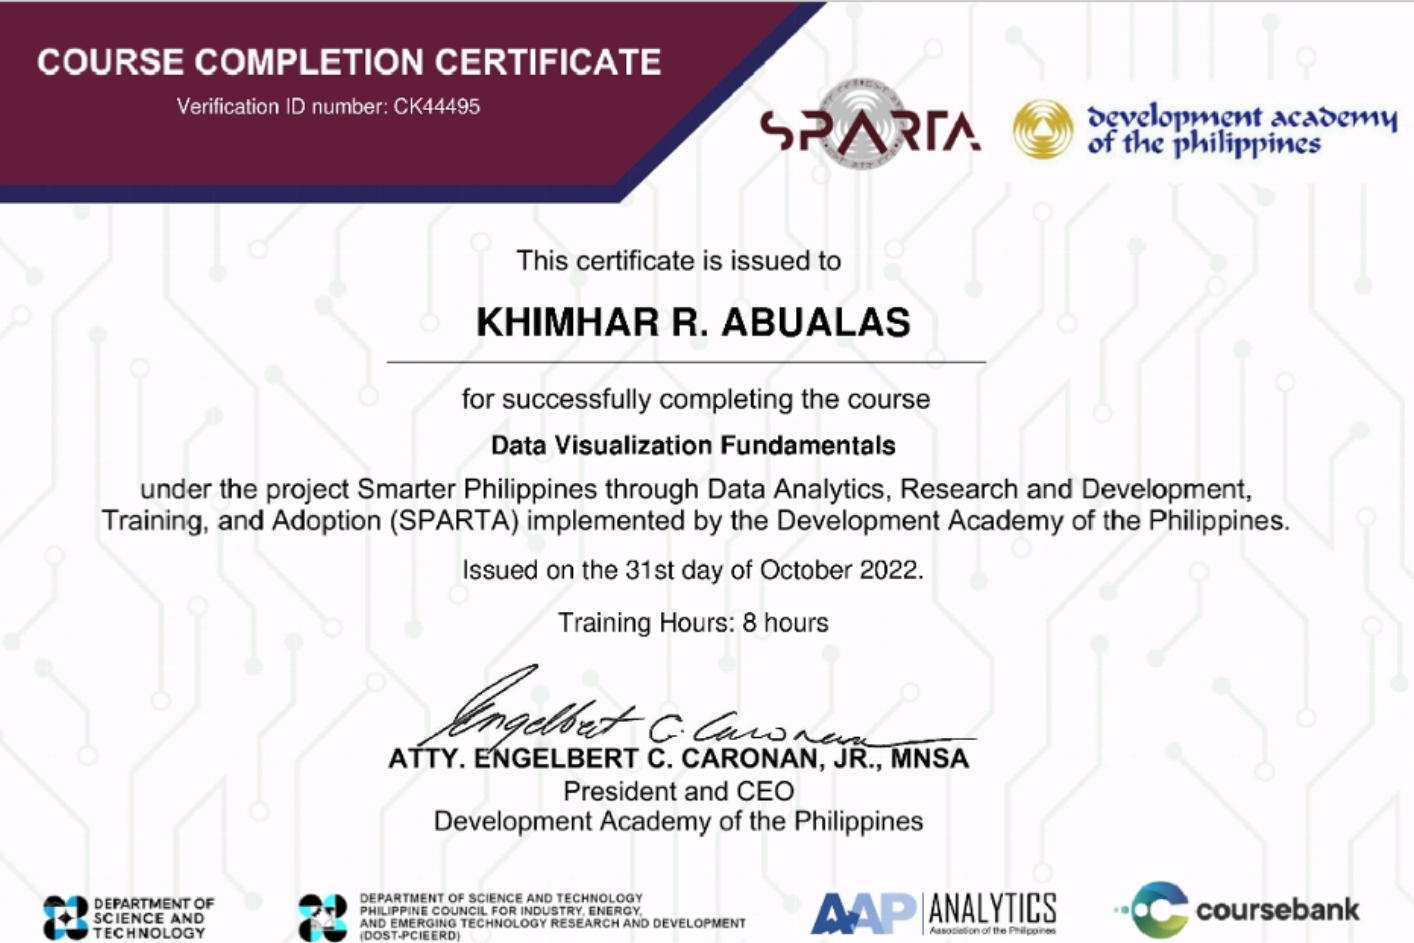 COURSE COMPLETION CERTIFICATE
Verification ID number: CK44495
SPARTA
development academy
of the philippines
This certificate is issued to
KHIMHAR R. ABUALAS
for successfully completing the course
Data Visualization Fundamentals
under the project Smarter Philippines through Data Analytics, Research and Development,
Training, and Adoption (SPARTA) implemented by the Development Academy of the Philippines.
Issued on the 31st day of October 2022.
Training Hours: 8 hours
Engelbert C. Caronan
ATTY. ENGELBERT C. CARONAN, JR., MNSA
President and CEO
Development Academy of the Philippines
DEPARTMENT OF
SCIENCE AND
TECHNOLOGY
DEPARTMENT OF SCIENCE AND TECHNOLOGY
PHILIPPINE COUNCIL FOR INDUSTRY, ENERGY,
AND EMERGING TECHNOLOGY RESEARCH AND DEVELOPMENT
(DOST-PCIEERD)
AAP ANALYTICS
Association of the Philippines
coursebank